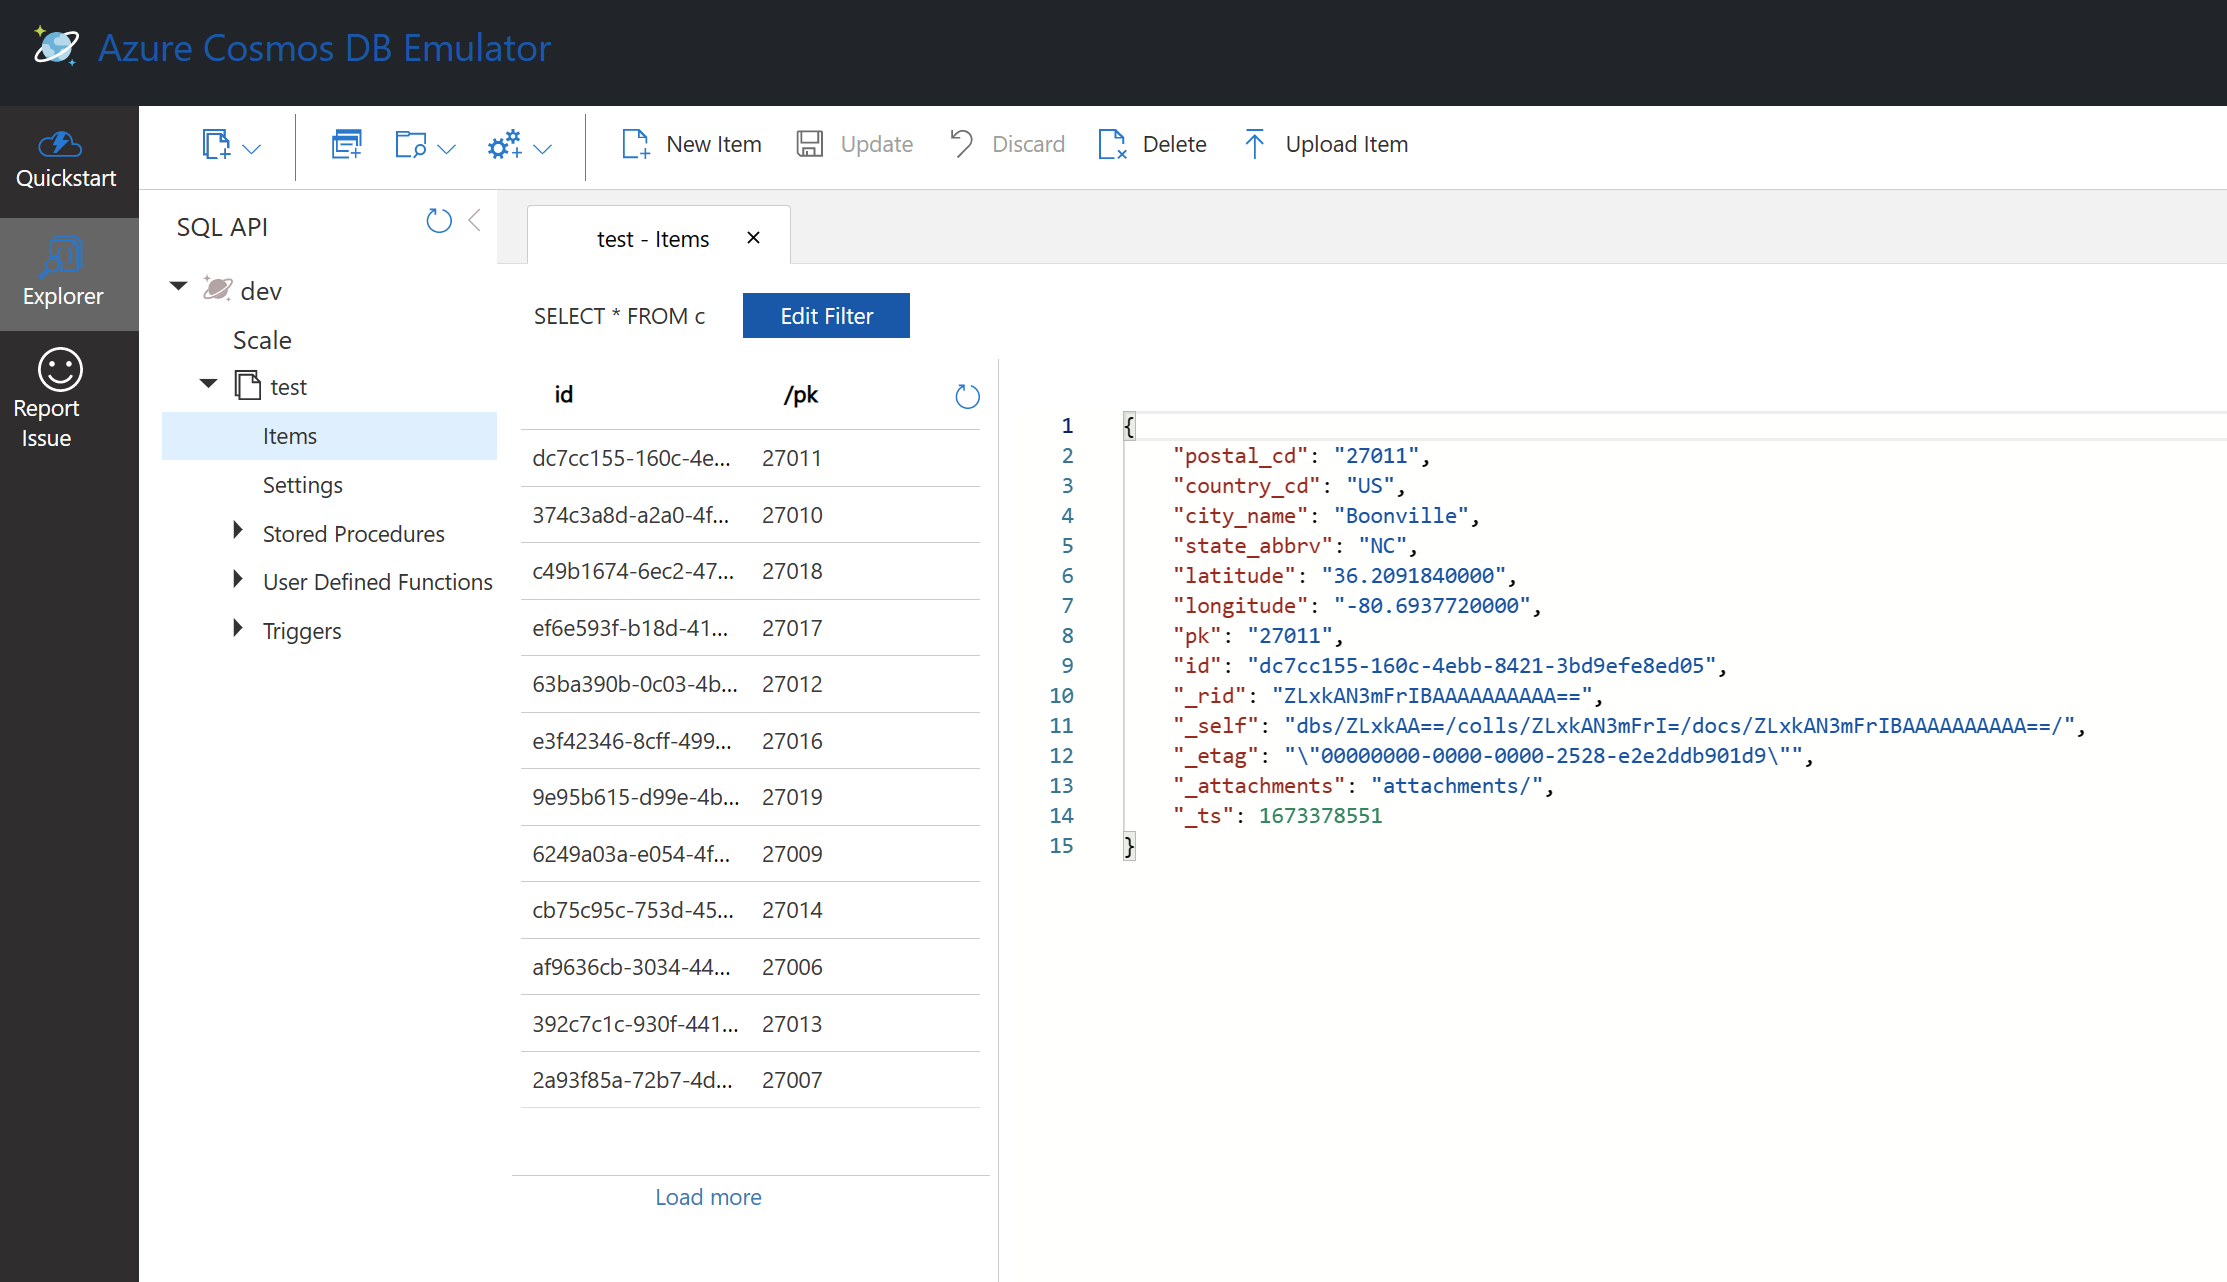 Azure Cosmos DB Emulator
Quickstart
Explorer
Report
Issue
New Item
Update
Discard
Delete
Upload Item
SQL API
dev
Scale
test
Items
Settings
Stored Procedures
User Defined Functions
Triggers
test - Items
SELECT * FROM c
Edit Filter
id /pk
dc7cc155-160c-4e... 27011
374c3a8d-a2a0-4f... 27010
c49b1674-6ec2-47... 27018
ef6e593f-b18d-41... 27017
63ba390b-0c03-4b... 27012
e3f42346-8cff-499... 27016
9e95b615-d99e-4b... 27019
6249a03a-e054-4f... 27009
cb75c95c-753d-45... 27014
af9636cb-3034-44... 27006
392c7c1c-930f-441... 27013
2a93f85a-72b7-4d... 27007
Load more
1 {
2 "postal_cd": "27011",
3 "country_cd": "US",
4 "city_name": "Boonville",
5 "state_abbrv": "NC",
6 "latitude": "36.2091840000",
7 "longitude": "-80.6937720000",
8 "pk": "27011",
9 "id": "dc7cc155-160c-4ebb-8421-3bd9efe8ed05",
10 "_rid": "ZLxkAN3mFrIBAAAAAAAAAA==",
11 "_self": "dbs/ZLxkAA==/colls/ZLxkAN3mFrI=/docs/ZLxkAN3mFrIBAAAAAAAAAA==/",
12 "_etag": "\"00000000-0000-0000-2528-e2e2ddb901d9\"",
13 "_attachments": "attachments/",
14 "_ts": 1673378551
15 }